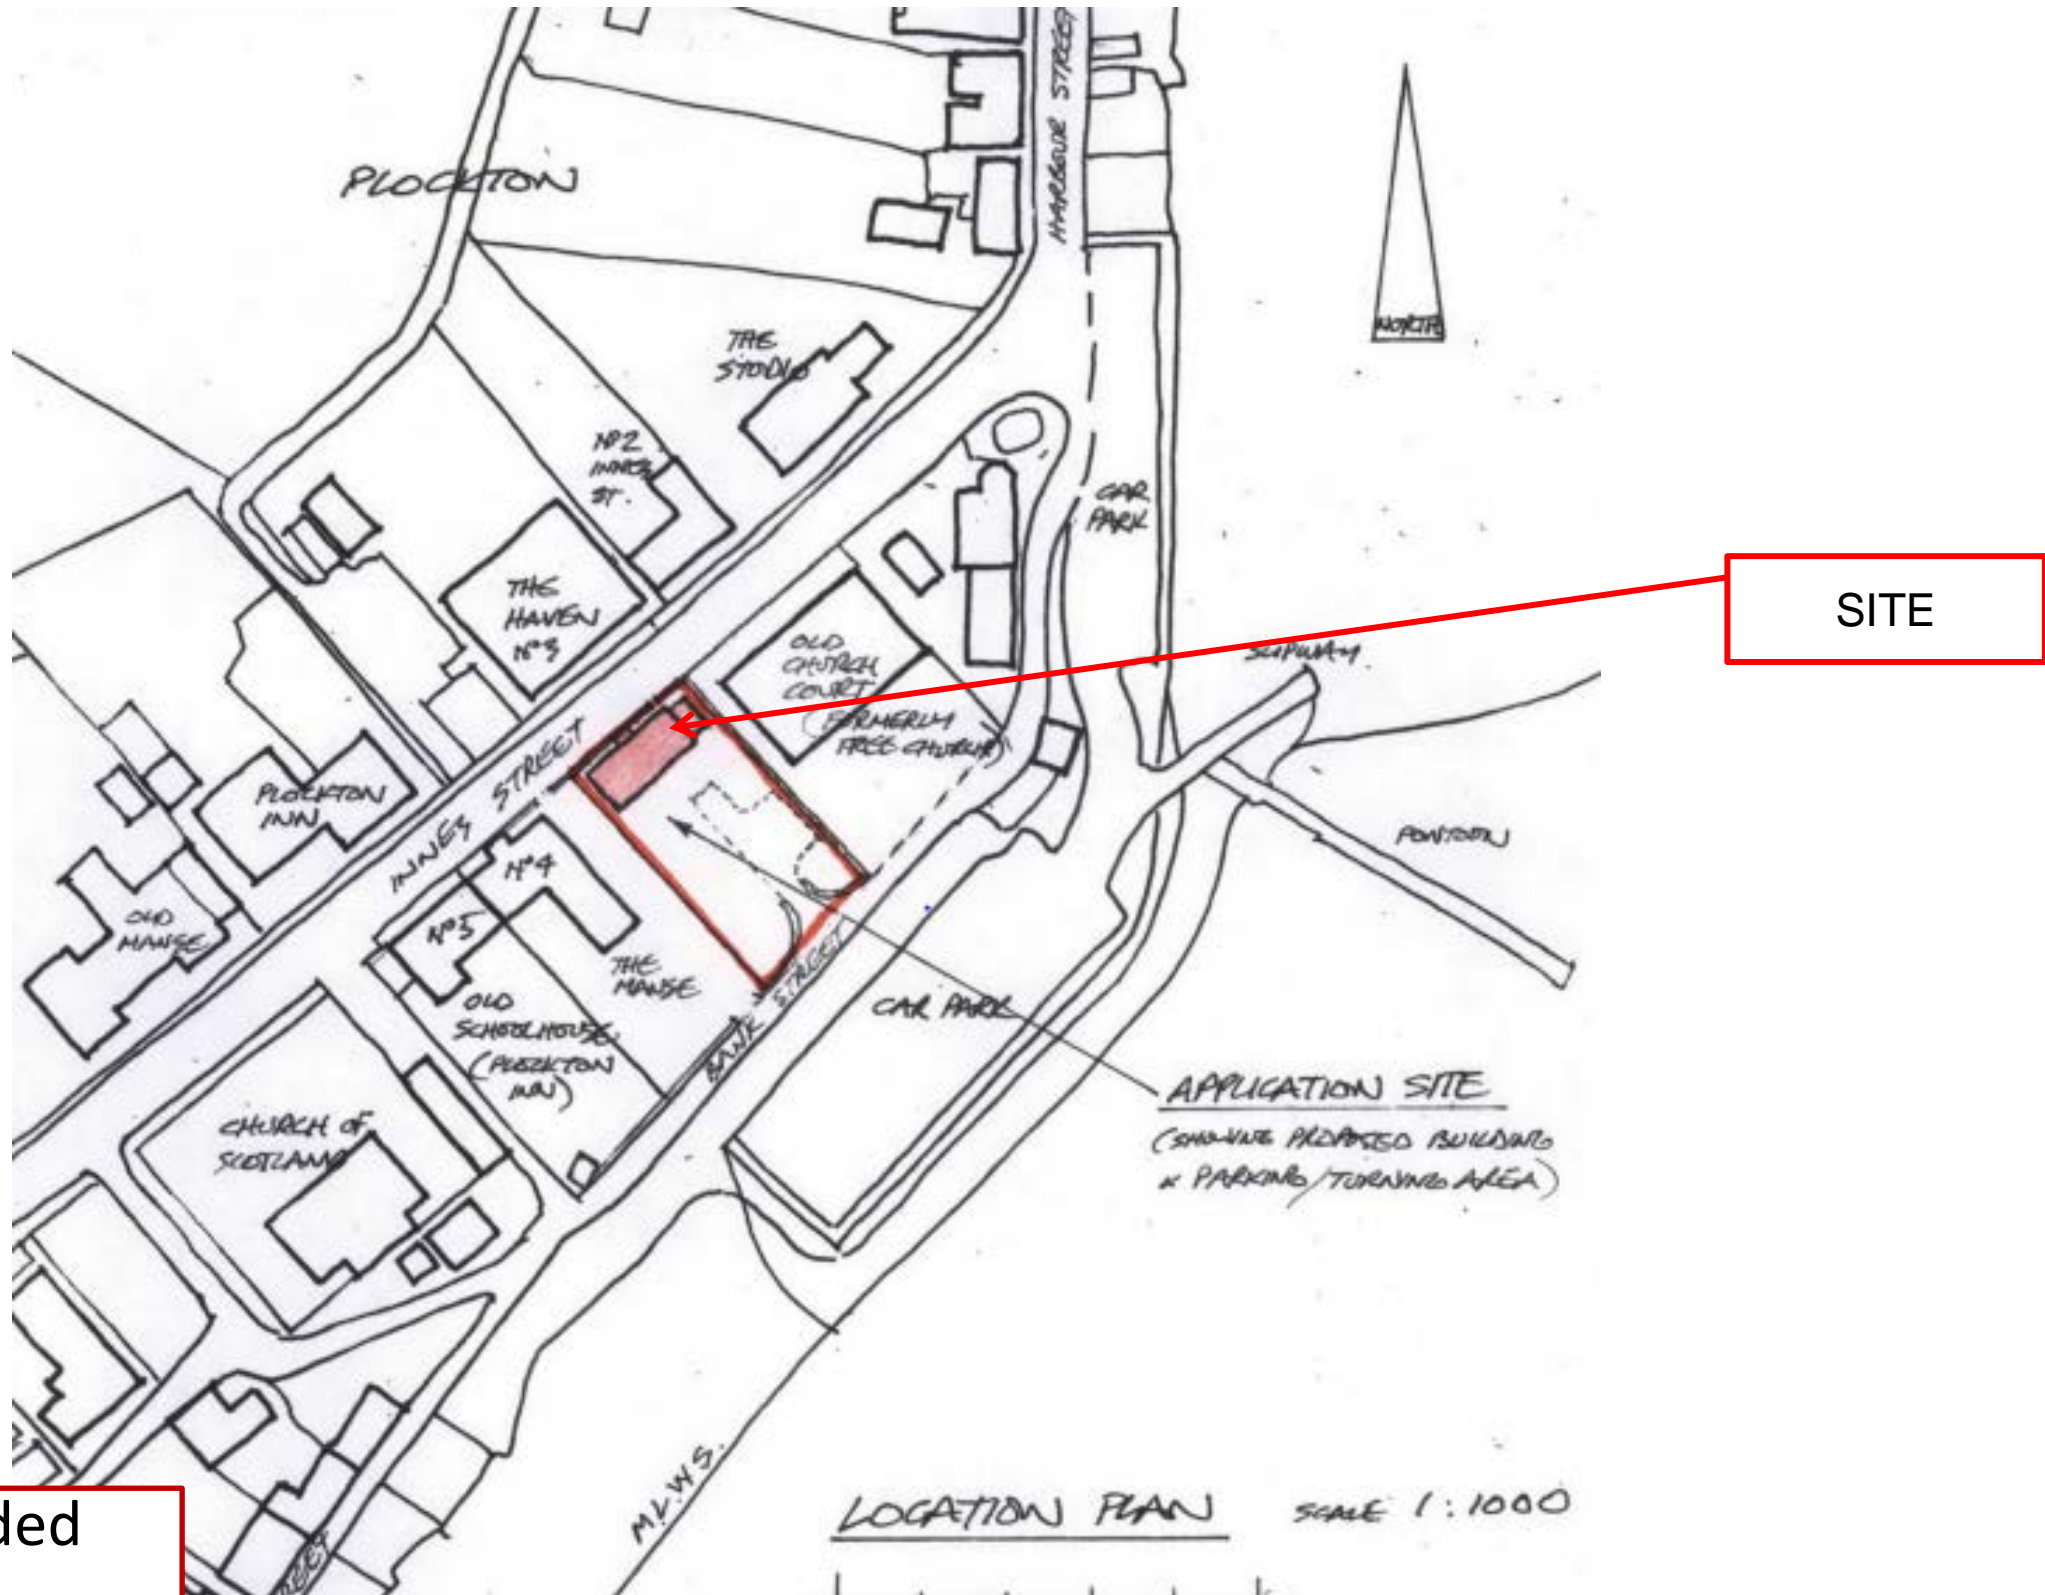 HARBOUR STREET
PLOCKTON
NORTH
THE
STUDIO
Nº2
INNES
ST.
CAR
PARK
THE
HAVEN
Nº3
SITE
OLD
CHURCH
COURT
(FORMERLY
FREE CHURCH)
SLIPWAY
INNES STREET
PLOCKTON
INN
PONTOON
Nº4
Nº5
OLD
MANSE
THE
MANSE
BANK STREET
OLD
SCHOOLHOUSE
(PLOCKTON
INN)
CAR PARK
APPLICATION SITE
(SHOWING PROPOSED BUILDING
& PARKING/TURNING AREA)
CHURCH OF
SCOTLAND
M.L.W.S.
LOCATION PLAN SCALE 1:1000
ded